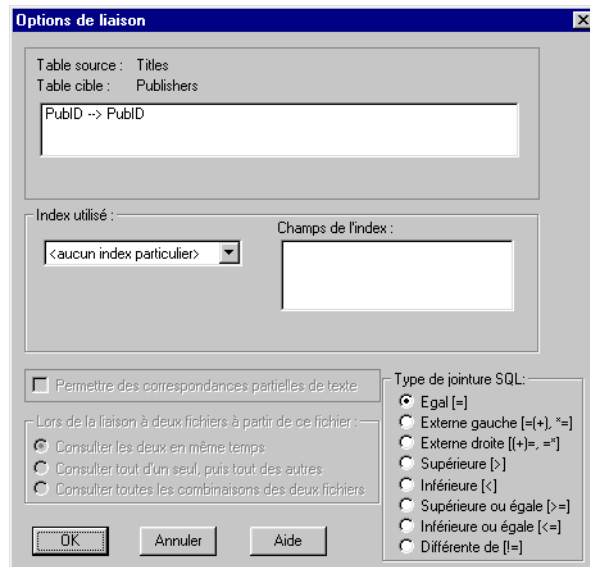 Options de liaison
Table source : Titles
Table cible : Publishers
PubID --> PubID
Index utilisé :
<aucun index particulier>
Champs de l'index :
Permettre des correspondances partielles de texte
Lors de la liaison à deux fichiers à partir de ce fichier :
Consulter les deux en même temps
Consulter tout d'un seul, puis tout des autres
Consulter toutes les combinaisons des deux fichiers
Type de jointure SQL:
Egal [=]
Externe gauche [=(+), *=]
Externe droite [(+)=, =*]
Supérieure [>]
Inférieure [<]
Supérieure ou égale [>=]
Inférieure ou égale [<=]
Différente de [!=]
OK
Annuler
Aide